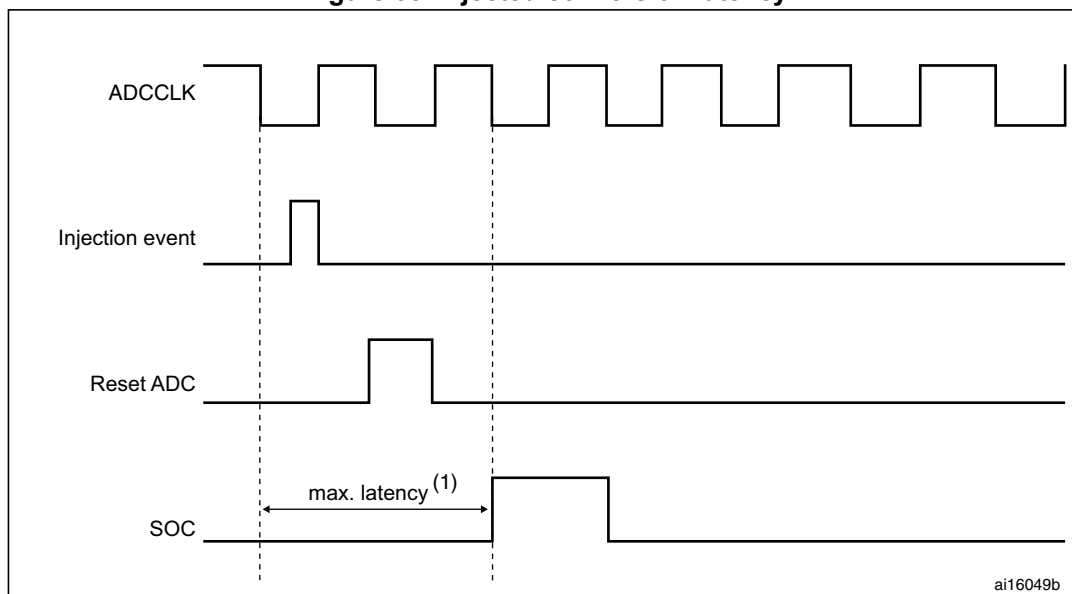 ADCCLK
Injection event
Reset ADC
max. latency (1)
SOC
ai16049b